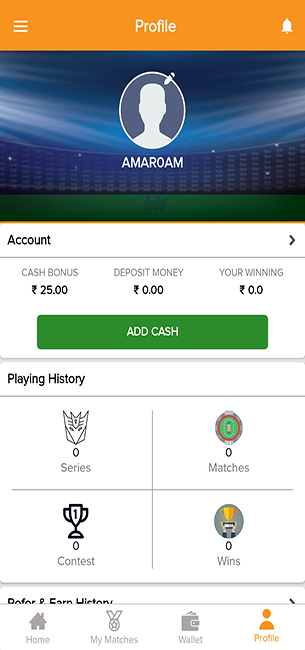 Profile
AMAR0AM
Account
CASH BONUS DEPOSIT MONEY YOUR WINNING
₹ 25.00 ₹ 0.00 ₹ 0.0
ADD CASH
Playing History
0 0
Series Matches
1
0 0
Contest Wins
Refer & Earn History
Home My Matches Wallet Profile